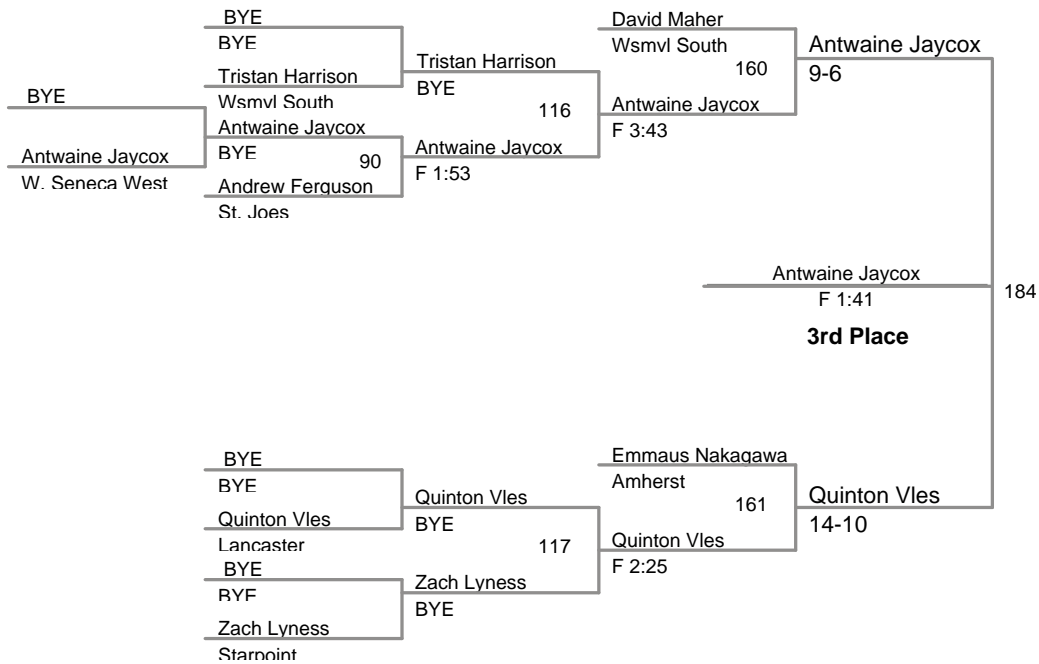 BYE
BYE
Tristan Harrison
Wsmvl South
BYE
Antwaine Jaycox
W. Seneca West
Antwaine Jaycox
BYE
90
Andrew Ferguson
St. Joes
Tristan Harrison
BYE
116
Antwaine Jaycox
F 1:53
David Maher
Wsmvl South
160
Antwaine Jaycox
F 3:43
Antwaine Jaycox
9-6
Antwaine Jaycox
F 1:41
3rd Place
184
BYE
BYE
Quinton Vles
Lancaster
BYE
BYE
Zach Lyness
Starpoint
Quinton Vles
BYE
117
Zach Lyness
BYE
Emmaus Nakagawa
Amherst
161
Quinton Vles
F 2:25
Quinton Vles
14-10